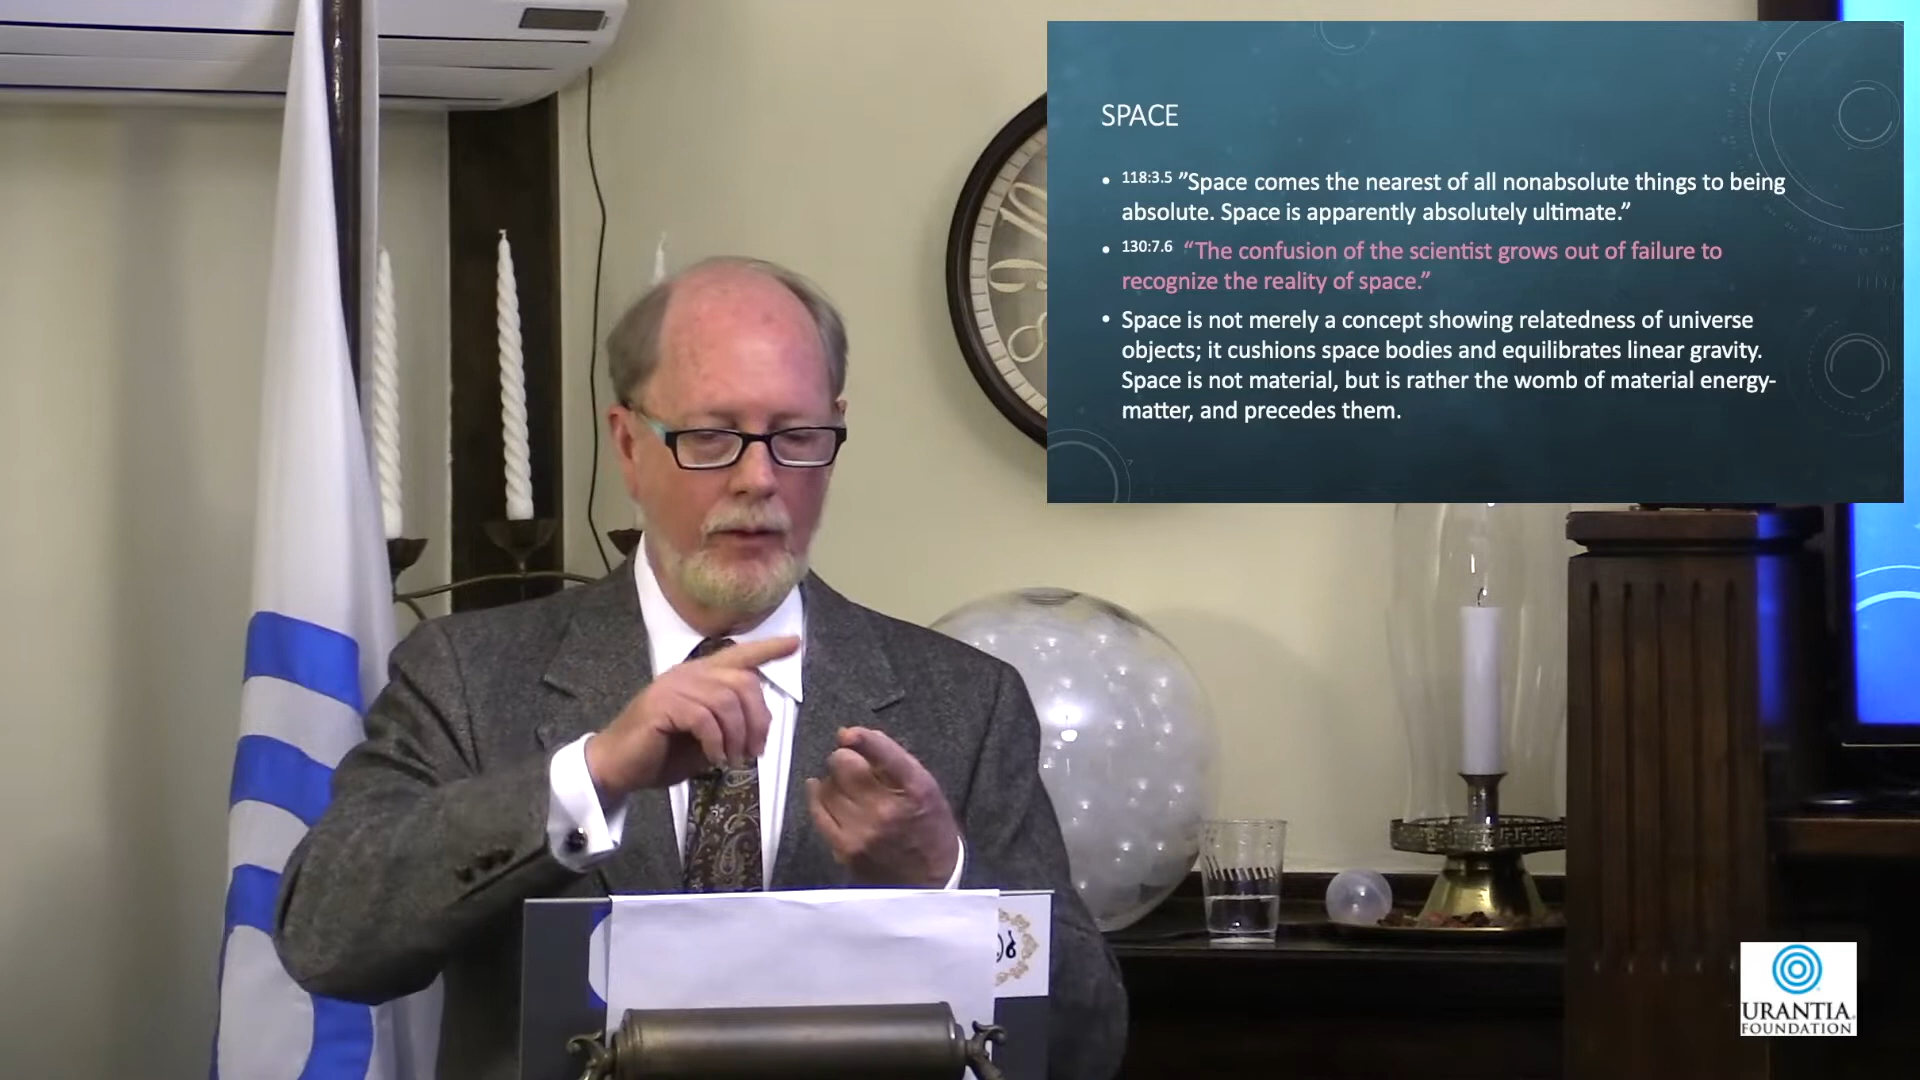 SPACE
• 118:3.5 ”Space comes the nearest of all nonabsolute things to being
absolute. Space is apparently absolutely ultimate.”
• 130:7.6 “The confusion of the scientist grows out of failure to
recognize the reality of space.”
• Space is not merely a concept showing relatedness of universe
objects; it cushions space bodies and equilibrates linear gravity.
Space is not material, but is rather the womb of material energy-
matter, and precedes them.
10
URANTIA®
FOUNDATION